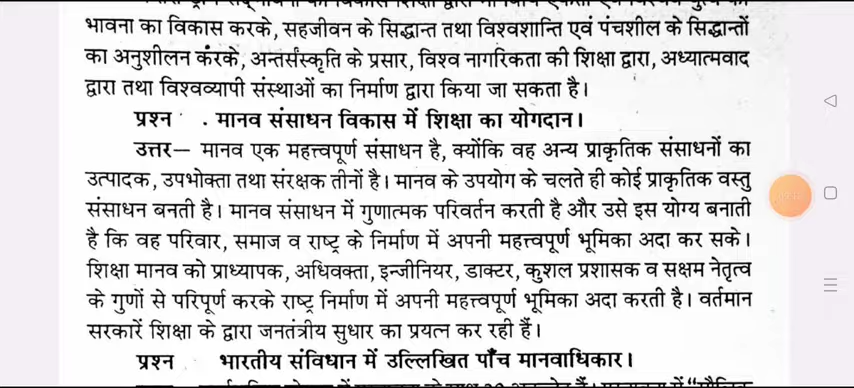 भावना का विकास करके, सहजीवन के सिद्धान्त तथा विश्वशान्ति एवं पंचशील के सिद्धान्तों
का अनुशीलन करके, अन्तर्संस्कृति के प्रसार, विश्व नागरिकता की शिक्षा द्वारा, अध्यात्मवाद
द्वारा तथा विश्वव्यापी संस्थाओं का निर्माण द्वारा किया जा सकता है।
प्रश्न . मानव संसाधन विकास में शिक्षा का योगदान।
उत्तर— मानव एक महत्त्वपूर्ण संसाधन है, क्योंकि वह अन्य प्राकृतिक संसाधनों का
उत्पादक, उपभोक्ता तथा संरक्षक तीनों है। मानव के उपयोग के चलते ही कोई प्राकृतिक वस्तु
संसाधन बनती है। मानव संसाधन में गुणात्मक परिवर्तन करती है और उसे इस योग्य बनाती
है कि वह परिवार, समाज व राष्ट्र के निर्माण में अपनी महत्त्वपूर्ण भूमिका अदा कर सके।
शिक्षा मानव को प्राध्यापक, अधिवक्ता, इन्जीनियर, डाक्टर, कुशल प्रशासक व सक्षम नेतृत्व
के गुणों से परिपूर्ण करके राष्ट्र निर्माण में अपनी महत्त्वपूर्ण भूमिका अदा करती है। वर्तमान
सरकारें शिक्षा के द्वारा जनतंत्रीय सुधार का प्रयत्न कर रही हैं।
प्रश्न भारतीय संविधान में उल्लिखित पाँच मानवाधिकार।